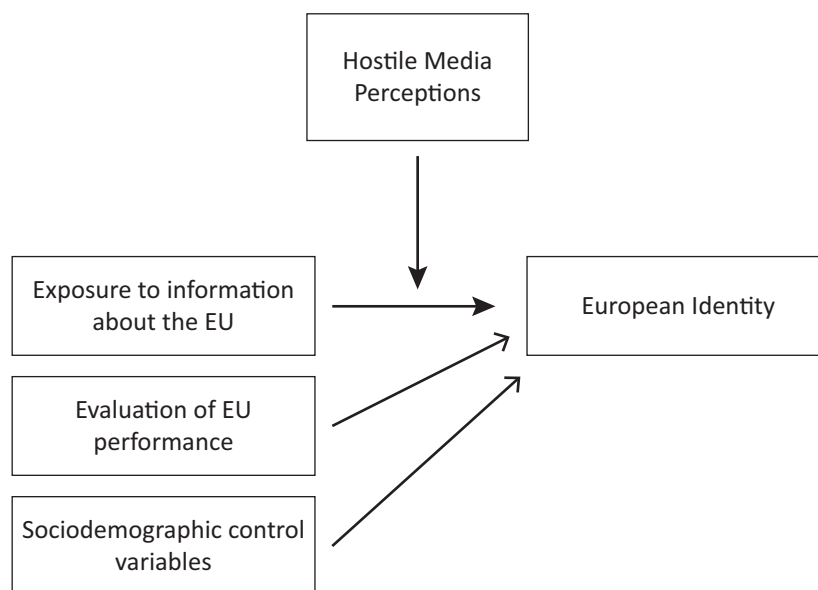 Hostile Media
Perceptions
Exposure to information
about the EU
European Identity
Evaluation of EU
performance
Sociodemographic control
variables